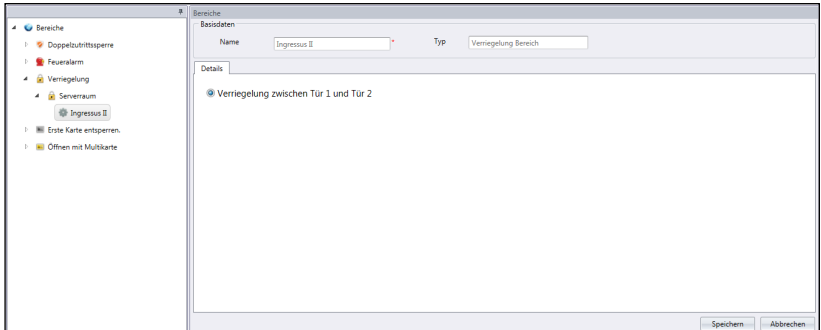 Bereiche
Doppelzutrittssperre
Feueralarm
Verriegelung
Serverraum
Ingressus II
Erste Karte entsperren.
Öffnen mit Multikarte
Bereiche
Basisdaten
Name Ingressus II * Typ Verriegelung Bereich
Details
Verriegelung zwischen Tür 1 und Tür 2
Speichern Abbrechen